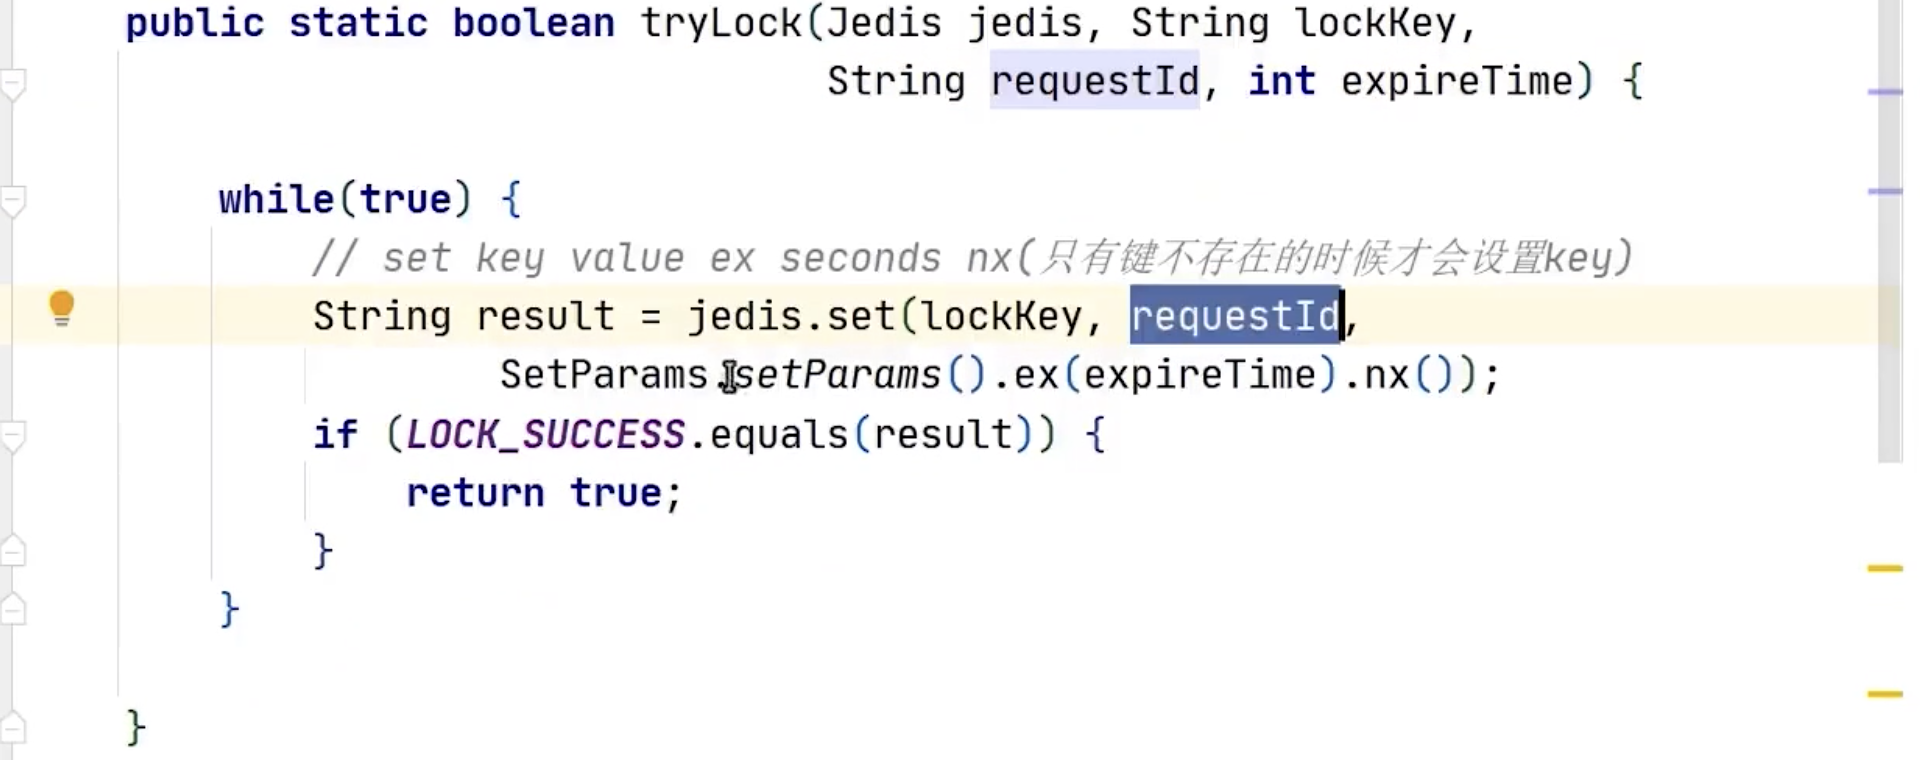 public static boolean tryLock(Jedis jedis, String lockKey,
String requestId, int expireTime) {
while(true) {
// set key value ex seconds nx(只有键不存在的时候才会设置key)
String result = jedis.set(lockKey, requestId,
SetParams.setParams().ex(expireTime).nx());
if (LOCK_SUCCESS.equals(result)) {
return true;
}
}
}